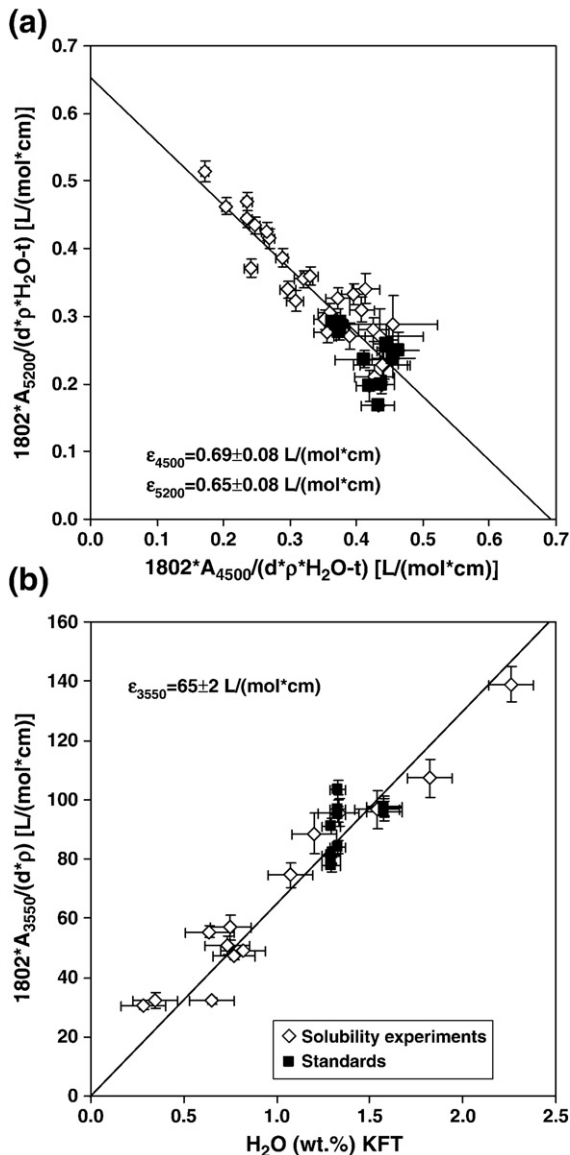 (a)
0.7
0.6
0.5
0.4
0.3
0.2
0.1
0.0
1802*A5200/(d*ρ*H2O-t) [L/(mol*cm)]
ε4500=0.69±0.08 L/(mol*cm)
ε5200=0.65±0.08 L/(mol*cm)
0.0 0.1 0.2 0.3 0.4 0.5 0.6 0.7
1802*A4500/(d*ρ*H2O-t) [L/(mol*cm)]
(b)
160
140
120
100
80
60
40
20
0
1802*A3550/(d*ρ) [L/(mol*cm)]
ε3550=65±2 L/(mol*cm)
Solubility experiments
Standards
0.0 0.5 1.0 1.5 2.0 2.5
H2O (wt.%) KFT